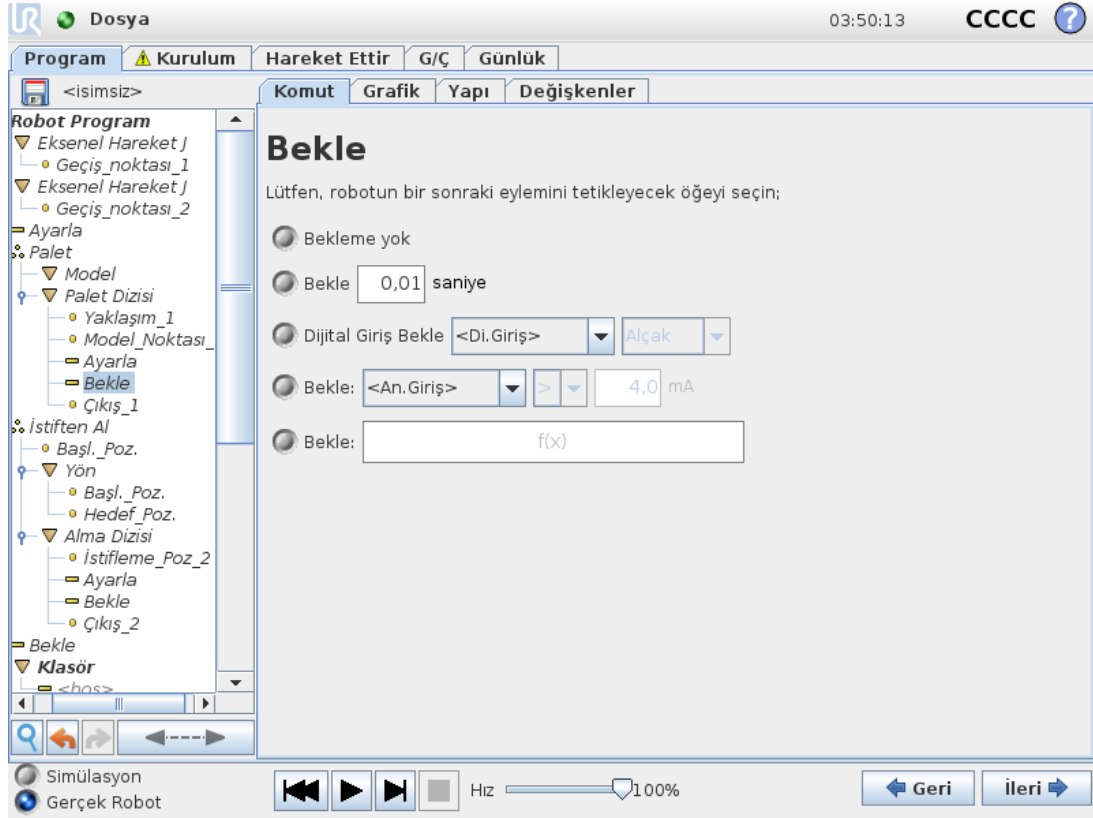 UR Dosya 03:50:13 CCCC ?
Program Kurulum Hareket Ettir G/Ç Günlük
<isimsiz> Komut Grafik Yapı Değişkenler
Robot Program
Eksenel Hareket J
Geçiş_noktası_1
Eksenel Hareket J
Geçiş_noktası_2
Ayarla
Palet
Model
Palet Dizisi
Yaklaşım_1
Model_Noktası_
Ayarla
Bekle
Çıkış_1
İstiften Al
Başl._Poz.
Yön
Başl._Poz.
Hedef_Poz.
Alma Dizisi
İstifleme_Poz_2
Ayarla
Bekle
Çıkış_2
Bekle
Klasör
<boş>
Bekle
Lütfen, robotun bir sonraki eylemini tetikleyecek öğeyi seçin;
Bekleme yok
Bekle 0,01 saniye
Dijital Giriş Bekle <Di.Giriş> Alçak
Bekle: <An.Giriş> > 4,0 mA
Bekle: f(x)
Simülasyon
Gerçek Robot
Hız 100%
Geri İleri